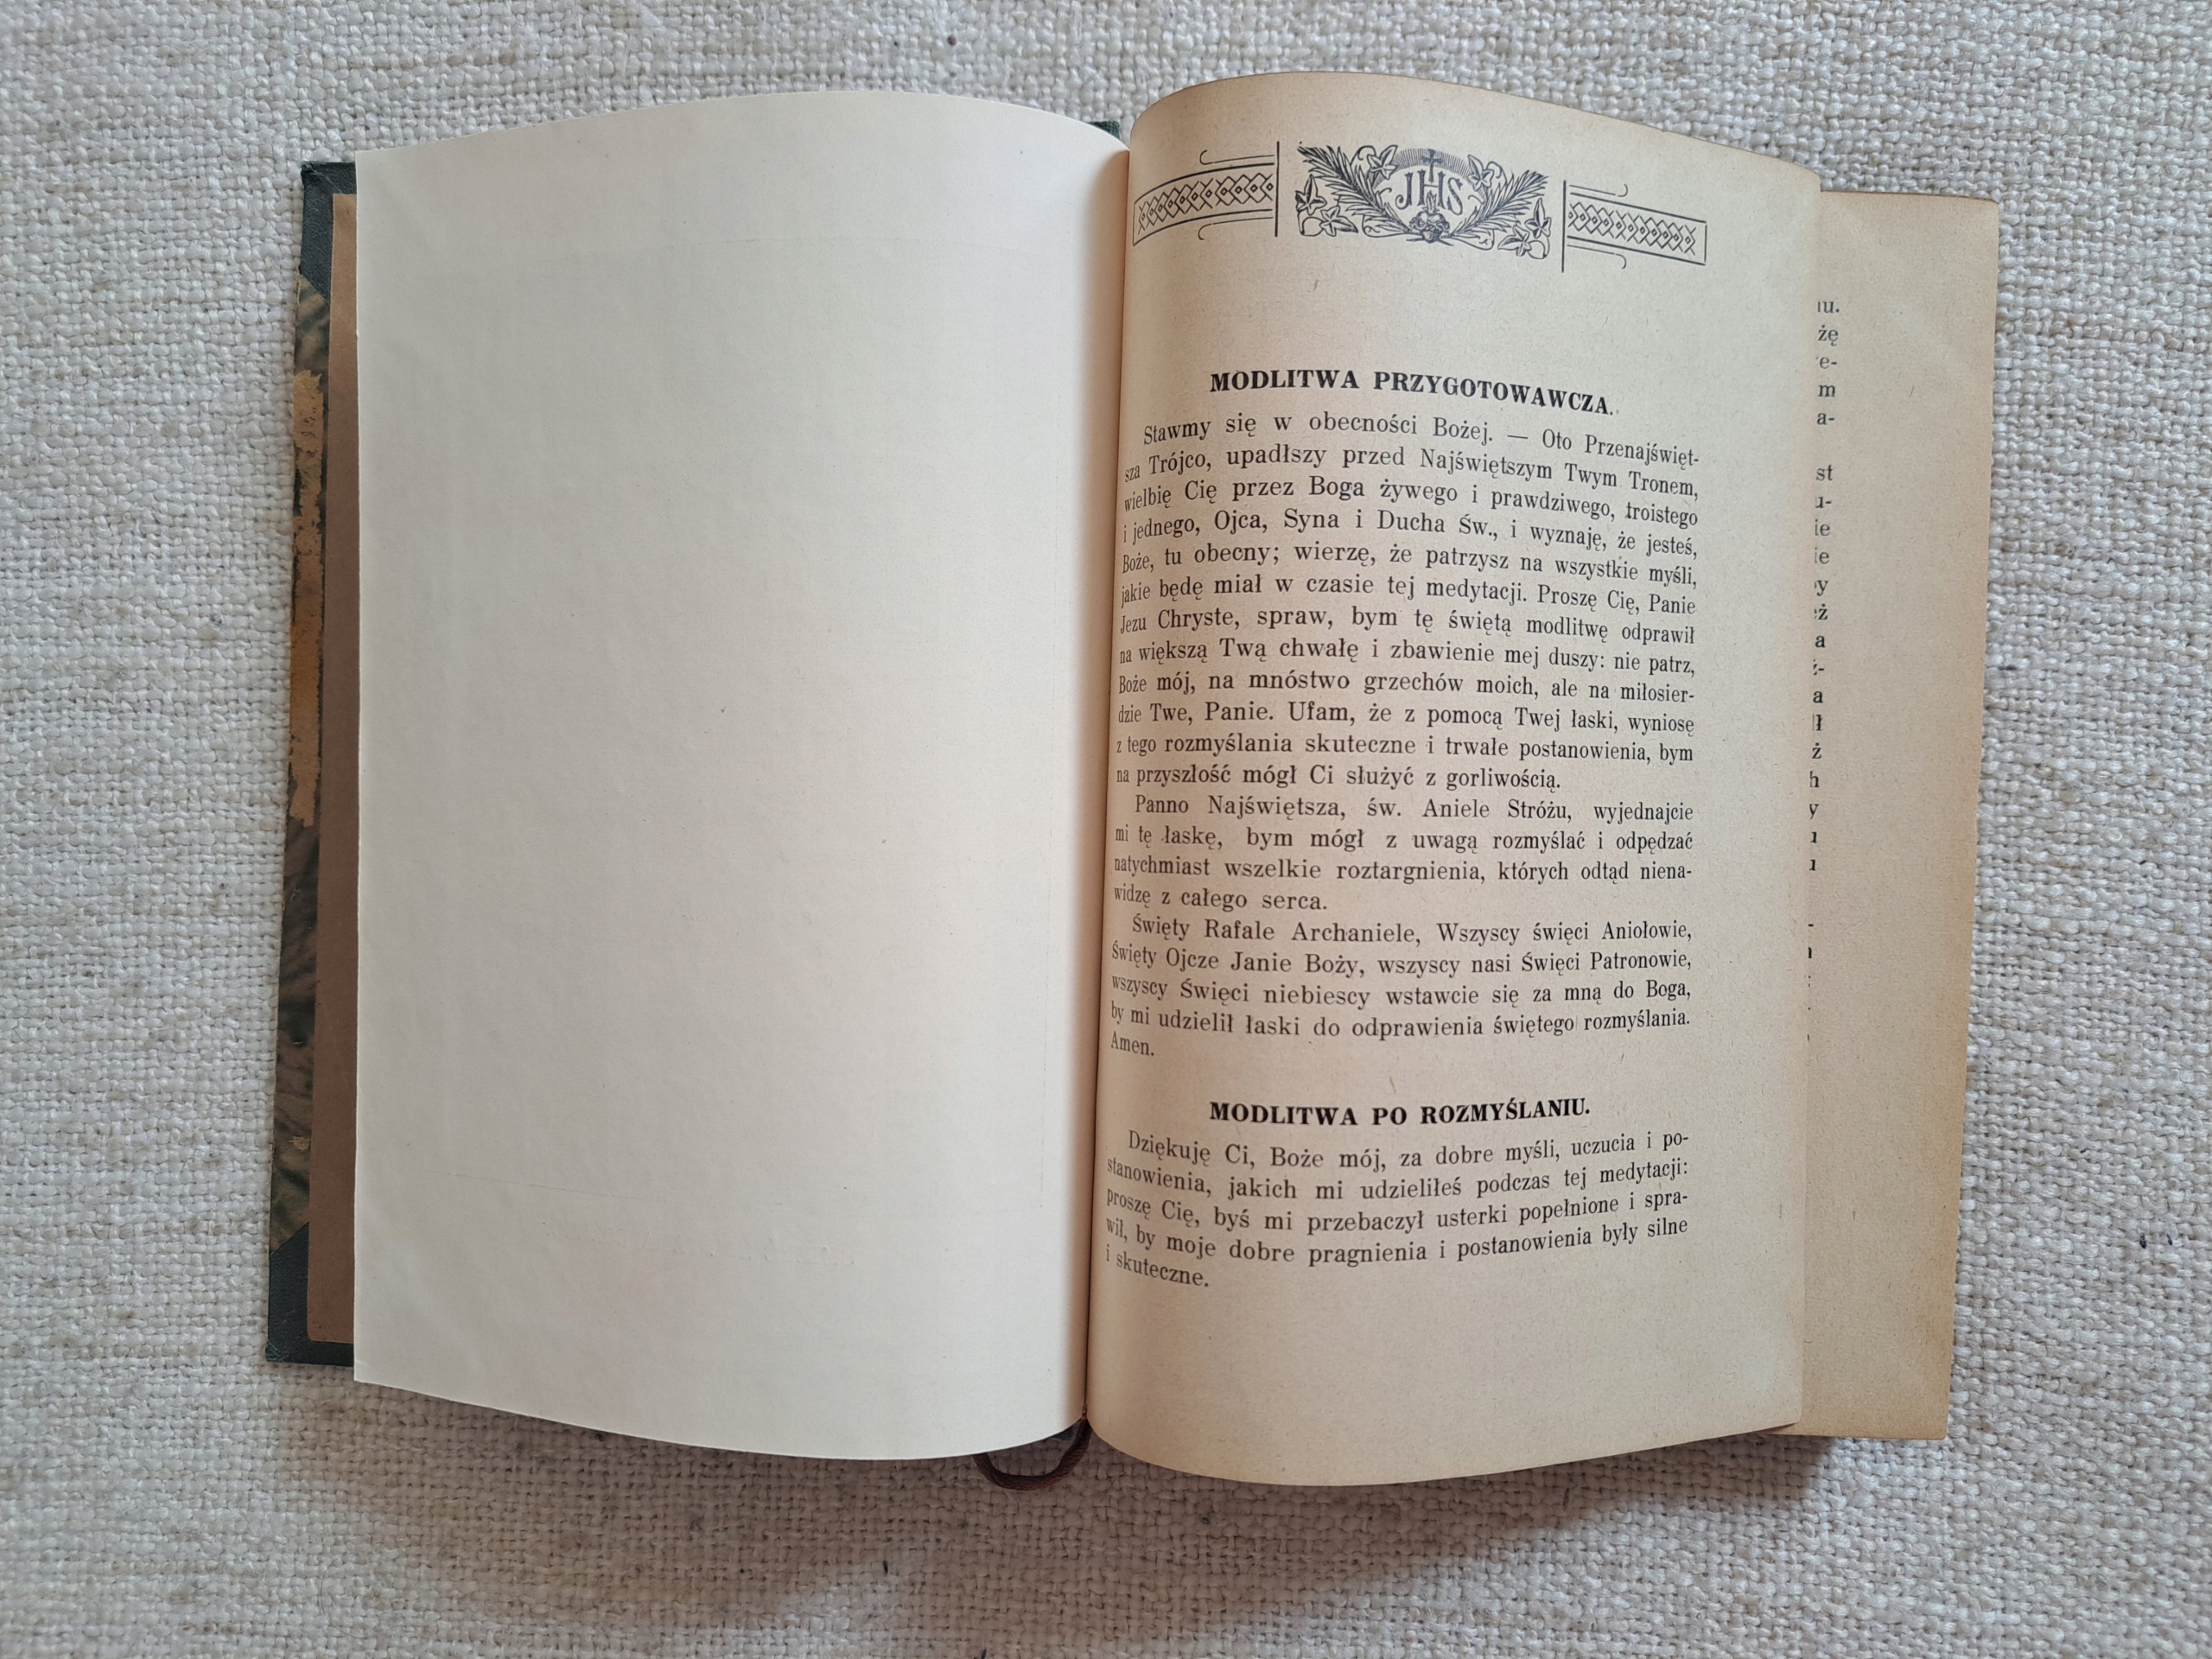 JHS
MODLITWA PRZYGOTOWAWCZA.
Stawmy się w obecności Bożej. — Oto Przenajświęt-
sza Trójco, upadłszy przed Najświętszym Twym Tronem,
wielbię Cię przez Boga żywego i prawdziwego, troistego
i jednego, Ojca, Syna i Ducha Św., i wyznaję, że jesteś,
Boże, tu obecny; wierzę, że patrzysz na wszystkie myśli,
jakie będę miał w czasie tej medytacji. Proszę Cię, Panie
Jezu Chryste, spraw, bym tę świętą modlitwę odprawił
na większą Twą chwałę i zbawienie mej duszy: nie patrz,
Boże mój, na mnóstwo grzechów moich, ale na miłosier-
dzie Twe, Panie. Ufam, że z pomocą Twej łaski, wyniosę
z tego rozmyślania skuteczne i trwałe postanowienia, bym
na przyszłość mógł Ci służyć z gorliwością.
Panno Najświętsza, św. Aniele Stróżu, wyjednajcie
mi tę łaskę, bym mógł z uwagą rozmyślać i odpędzać
natychmiast wszelkie roztargnienia, których odtąd niena-
widzę z całego serca.
Święty Rafale Archaniele, Wszyscy święci Aniołowie,
Święty Ojcze Janie Boży, wszyscy nasi Święci Patronowie,
wszyscy Święci niebiescy wstawcie się za mną do Boga,
by mi udzielił łaski do odprawienia świętego rozmyślania.
Amen.
MODLITWA PO ROZMYŚLANIU.
Dziękuję Ci, Boże mój, za dobre myśli, uczucia i po-
stanowienia, jakich mi udzieliłeś podczas tej medytacji:
proszę Cię, byś mi przebaczył usterki popełnione i spra-
wił, by moje dobre pragnienia i postanowienia były silne
i skuteczne.